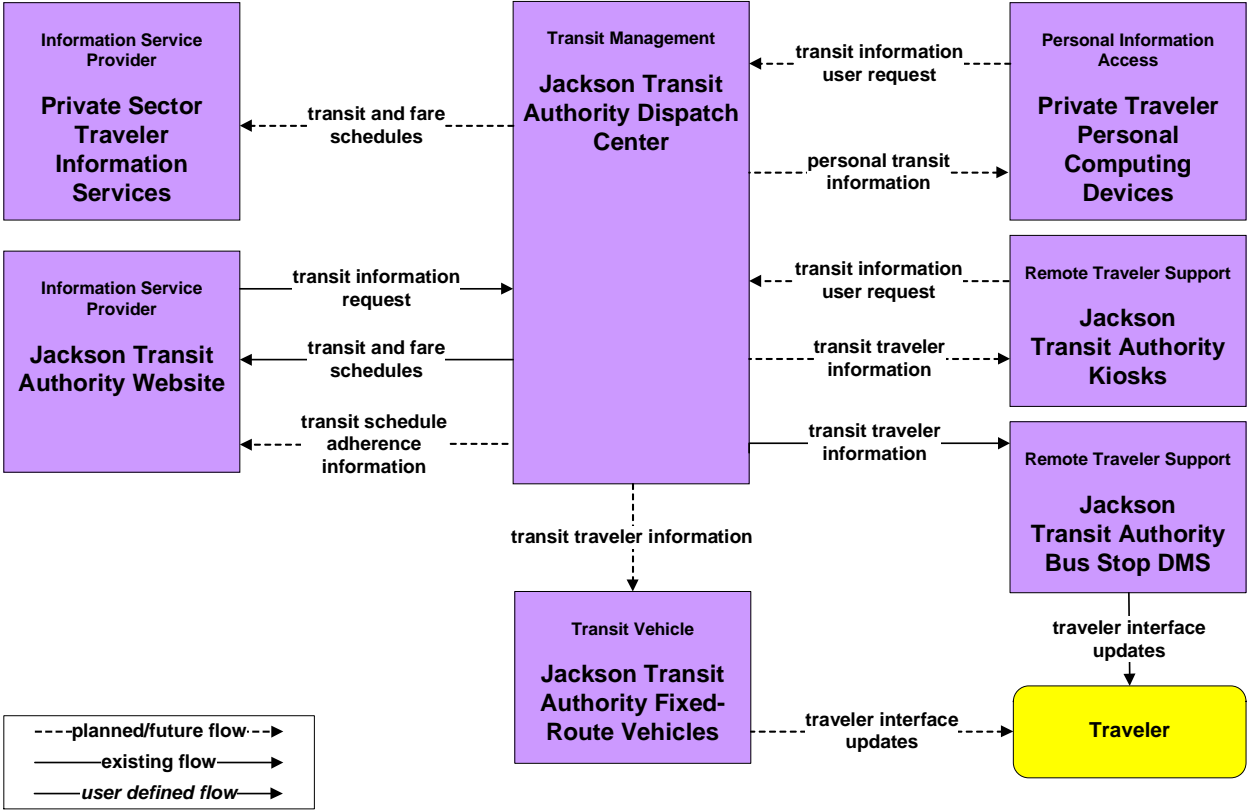 Information Service
Provider
Private Sector
Traveler
Information
Services
transit and fare
schedules
Transit Management
Jackson Transit
Authority Dispatch
Center
transit information
user request
personal transit
information
Personal Information
Access
Private Traveler
Personal
Computing
Devices
Information Service
Provider
Jackson Transit
Authority Website
transit information
request
transit and fare
schedules
transit schedule
adherence
information
transit information
user request
transit traveler
information
Remote Traveler Support
Jackson
Transit Authority
Kiosks
transit traveler
information
Remote Traveler Support
Jackson
Transit Authority
Bus Stop DMS
transit traveler information
Transit Vehicle
Jackson Transit
Authority Fixed-
Route Vehicles
traveler interface
updates
traveler interface
updates
Traveler
planned/future flow
existing flow
user defined flow